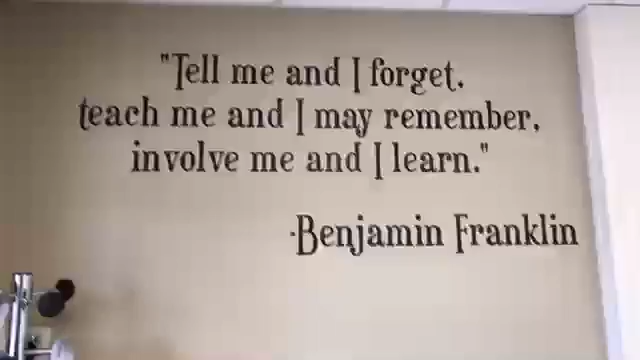 "Tell me and I forget,
teach me and I may remember,
involve me and I learn."
-Benjamin Franklin